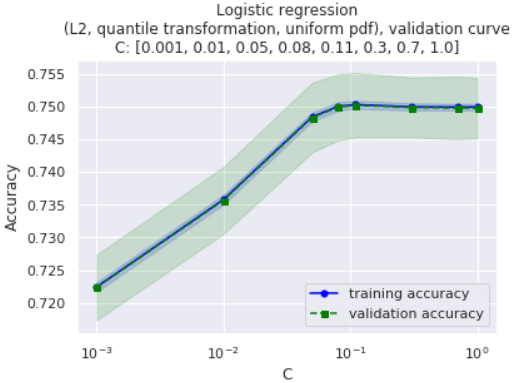 Logistic regression
(L2, quantile transformation, uniform pdf), validation curve
C: [0.001, 0.01, 0.05, 0.08, 0.11, 0.3, 0.7, 1.0]
0.755
0.750
0.745
0.740
0.735
0.730
0.725
0.720
Accuracy
training accuracy
validation accuracy
10⁻³
10⁻²
10⁻¹
10⁰
C